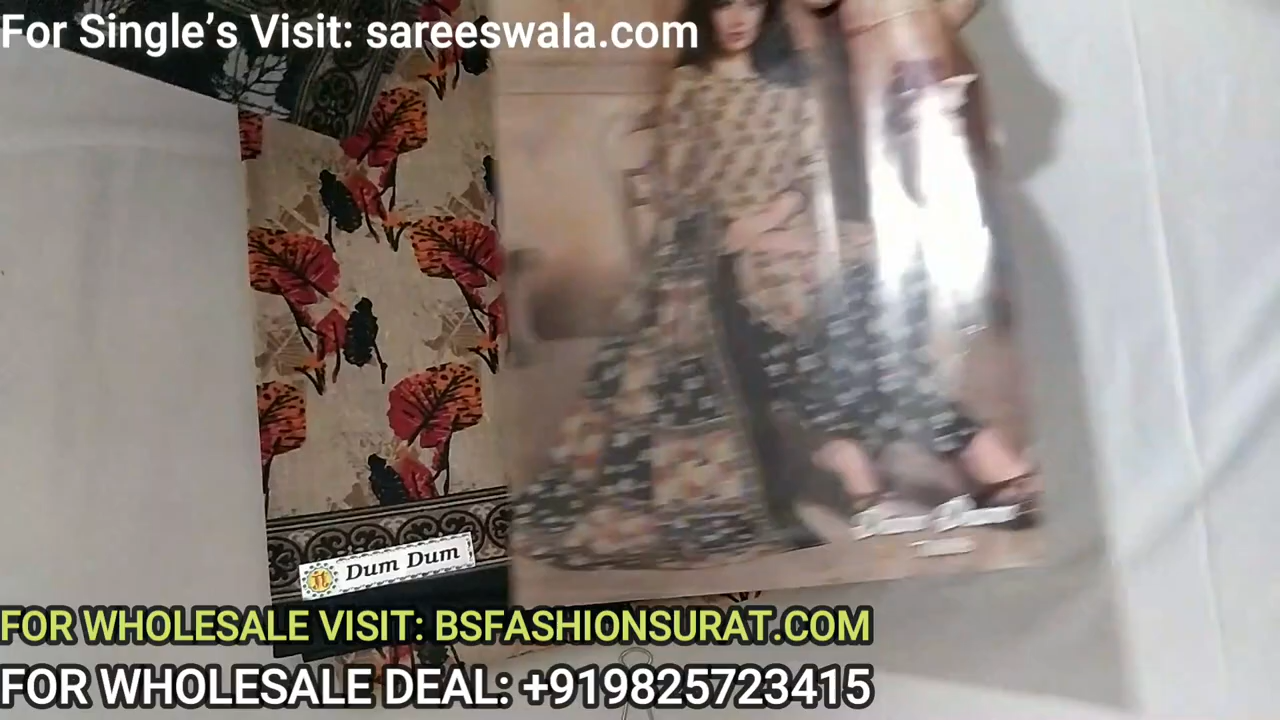 For Single’s Visit: sareeswala.com
Dum Dum
FOR WHOLESALE VISIT: BSFASHIONSURAT.COM
FOR WHOLESALE DEAL: +919825723415